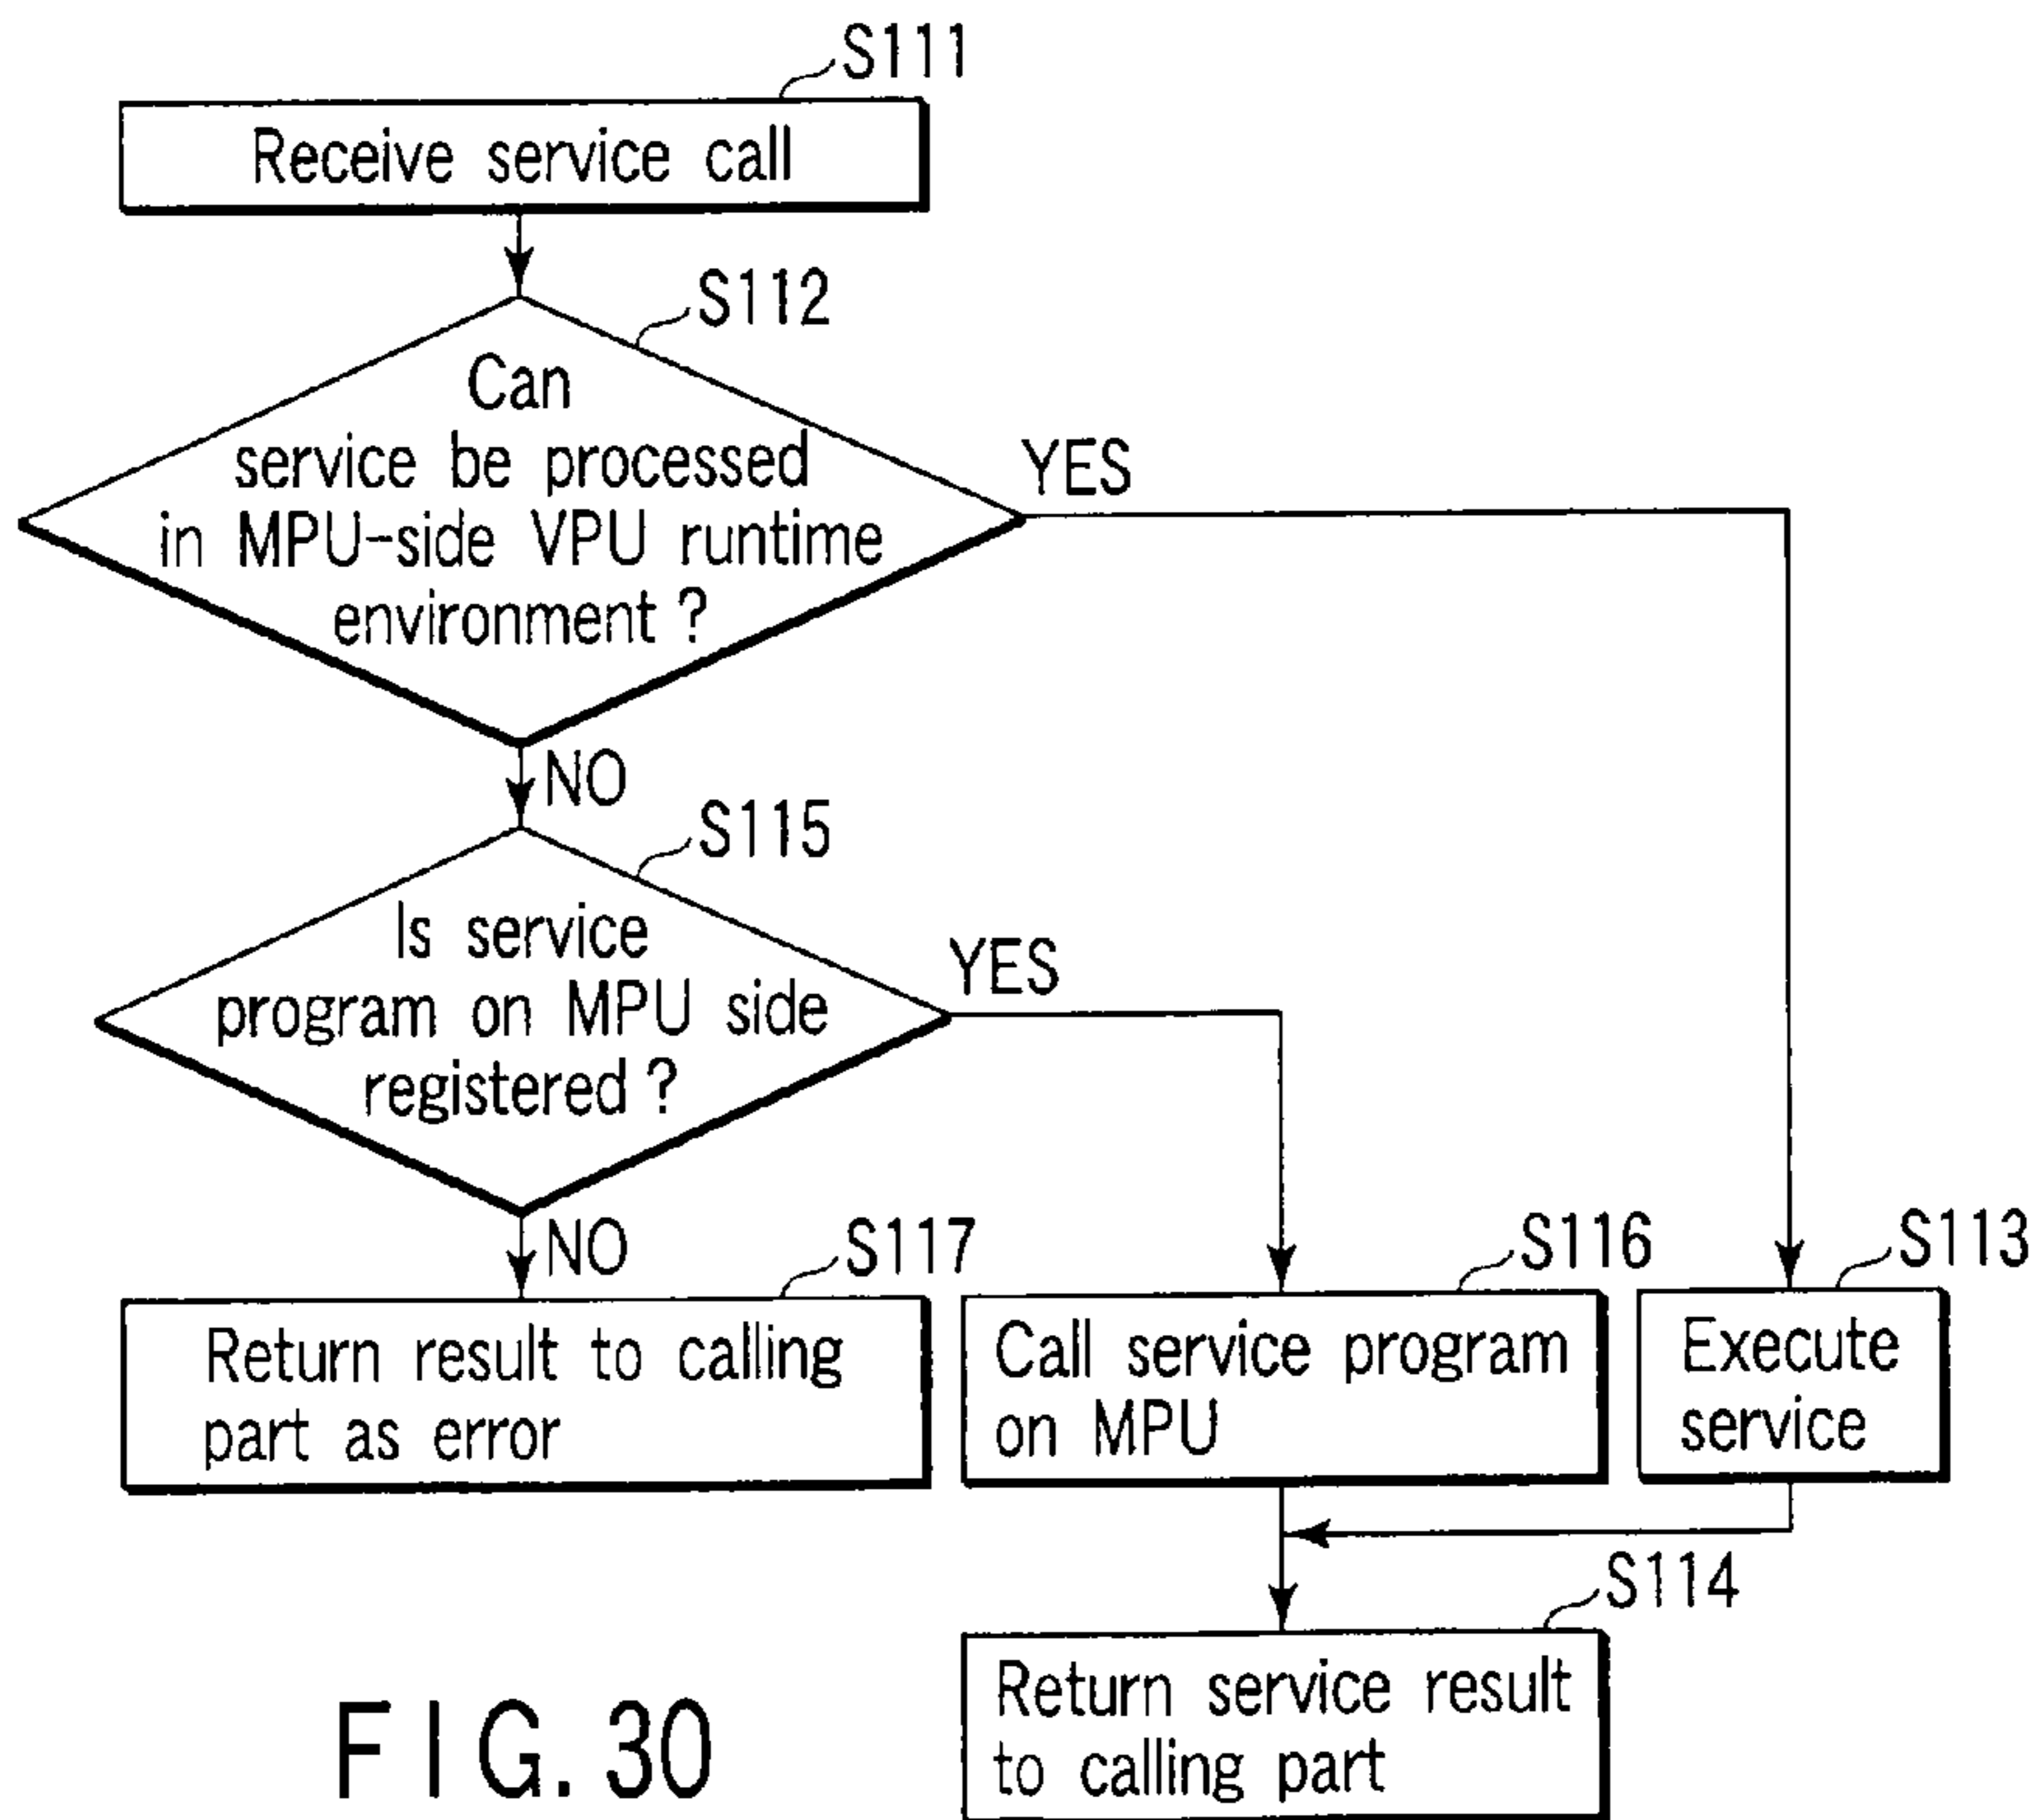 S111
Receive service call
S112
Can
service be processed
in MPU-side VPU runtime
environment ?
YES
NO
S115
Is service
program on MPU side
registered ?
YES
NO
S117
Return result to calling
part as error
S116
Call service program
on MPU
S113
Execute
service
S114
Return service result
to calling part
FIG. 30